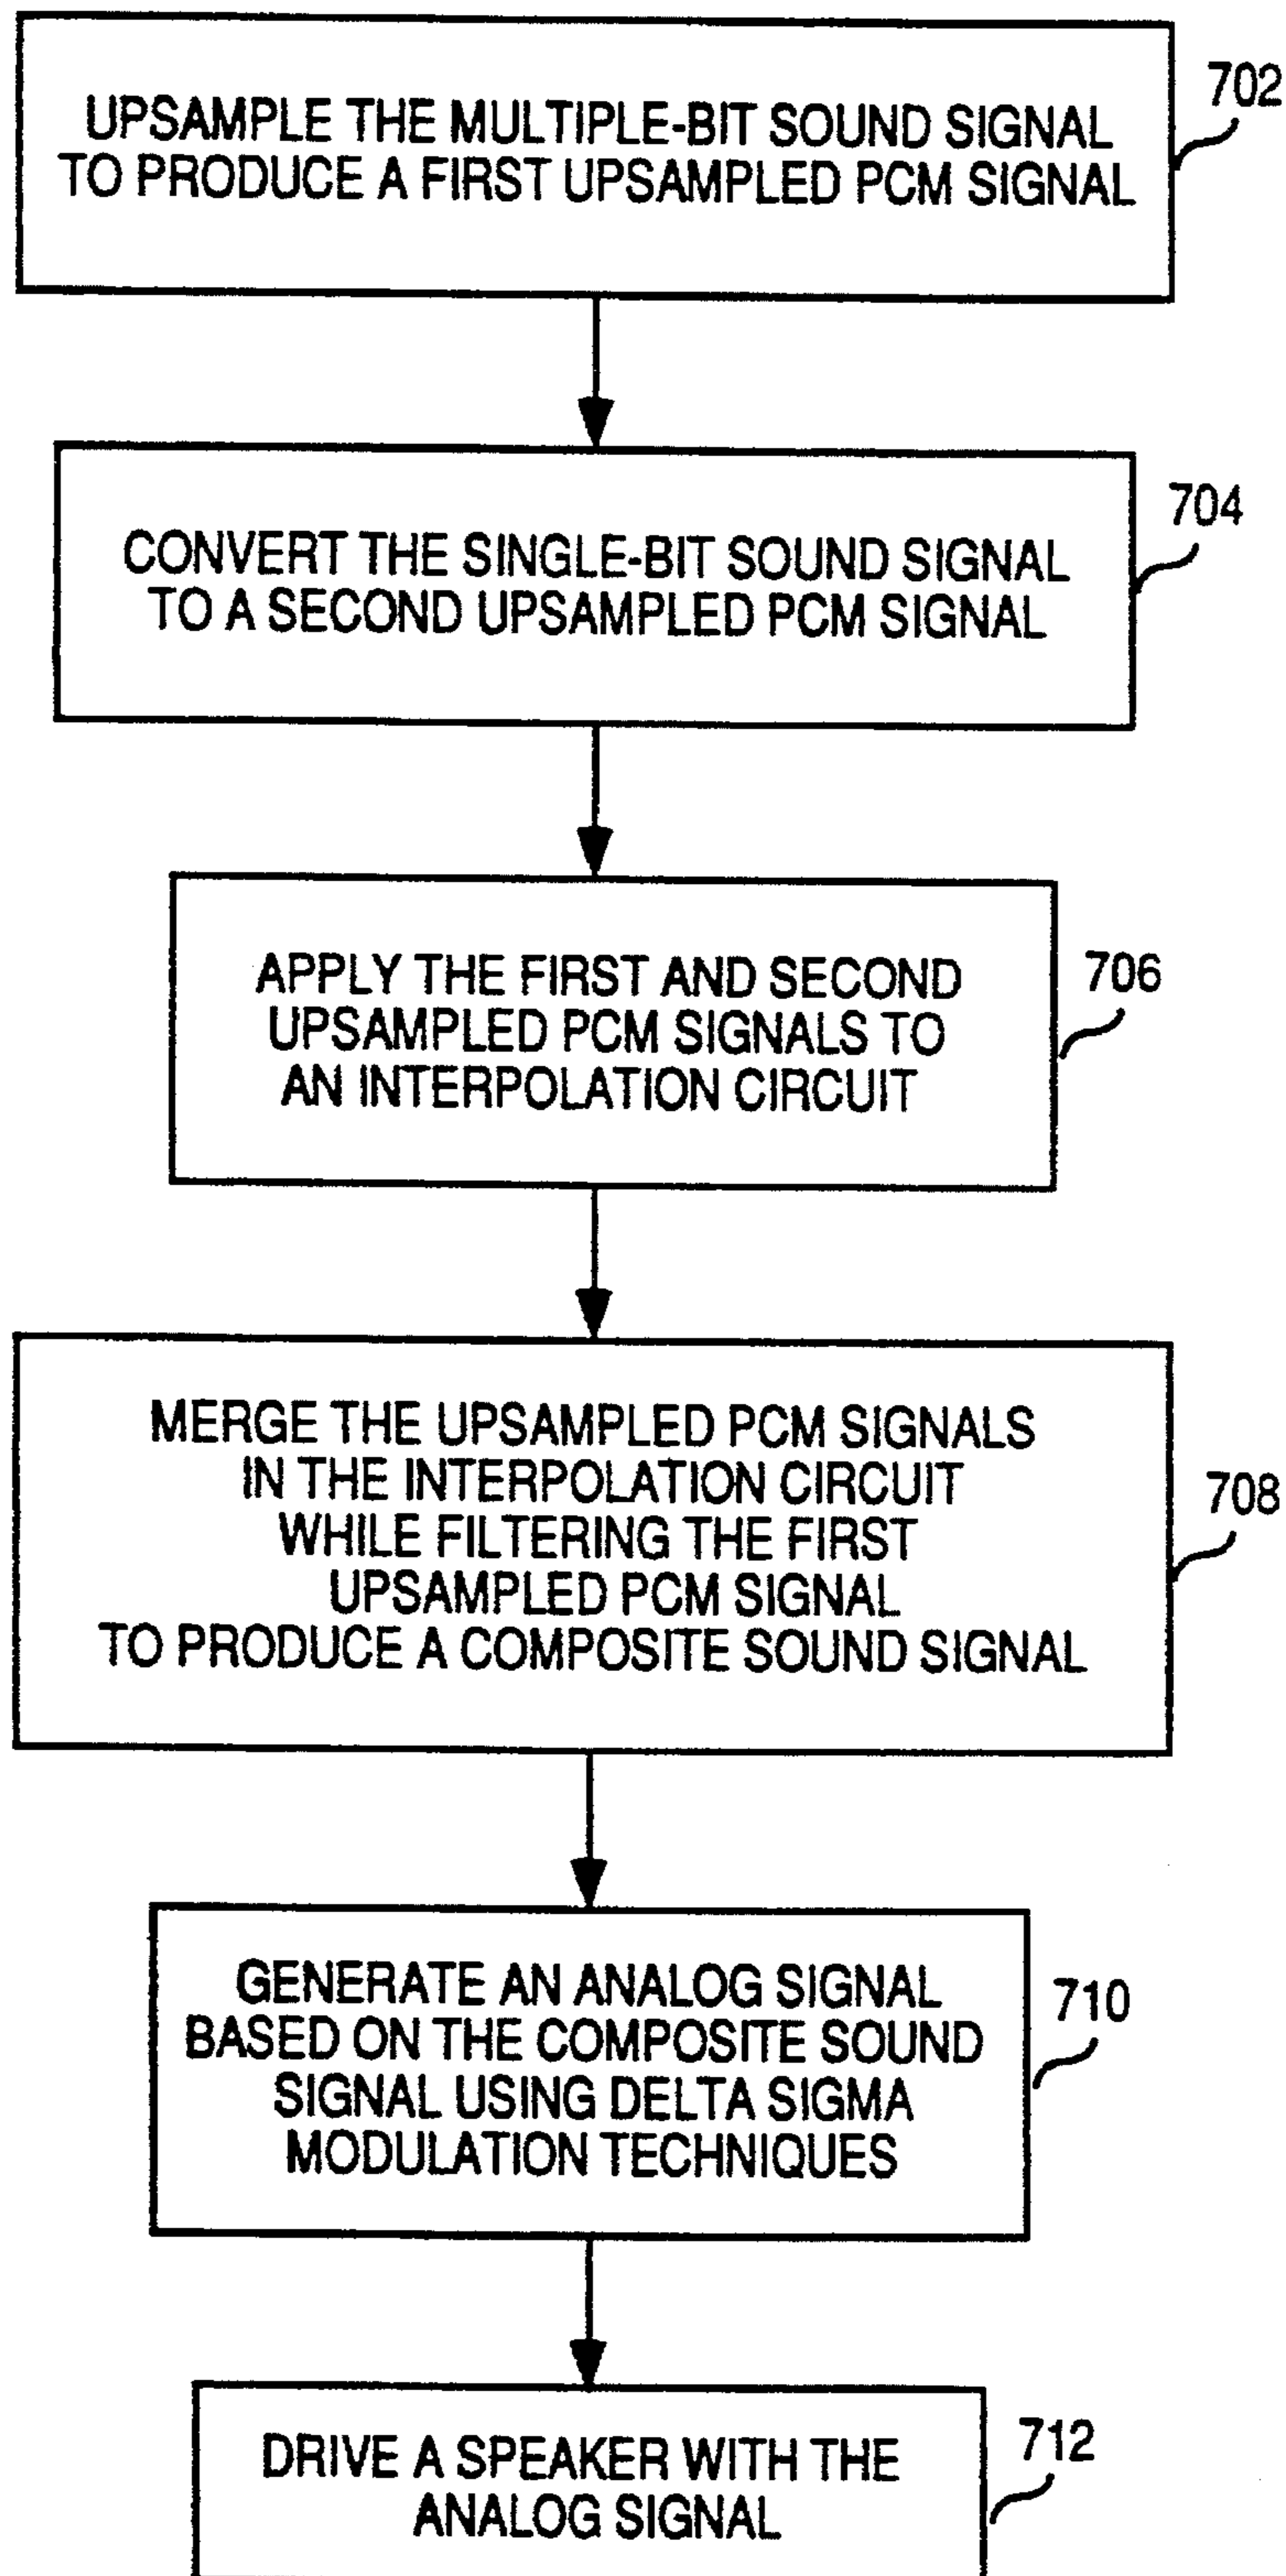 UPSAMPLE THE MULTIPLE-BIT SOUND SIGNAL
TO PRODUCE A FIRST UPSAMPLED PCM SIGNAL
702
CONVERT THE SINGLE-BIT SOUND SIGNAL
TO A SECOND UPSAMPLED PCM SIGNAL
704
APPLY THE FIRST AND SECOND
UPSAMPLED PCM SIGNALS TO
AN INTERPOLATION CIRCUIT
706
MERGE THE UPSAMPLED PCM SIGNALS
IN THE INTERPOLATION CIRCUIT
WHILE FILTERING THE FIRST
UPSAMPLED PCM SIGNAL
TO PRODUCE A COMPOSITE SOUND SIGNAL
708
GENERATE AN ANALOG SIGNAL
BASED ON THE COMPOSITE SOUND
SIGNAL USING DELTA SIGMA
MODULATION TECHNIQUES
710
DRIVE A SPEAKER WITH THE
ANALOG SIGNAL
712